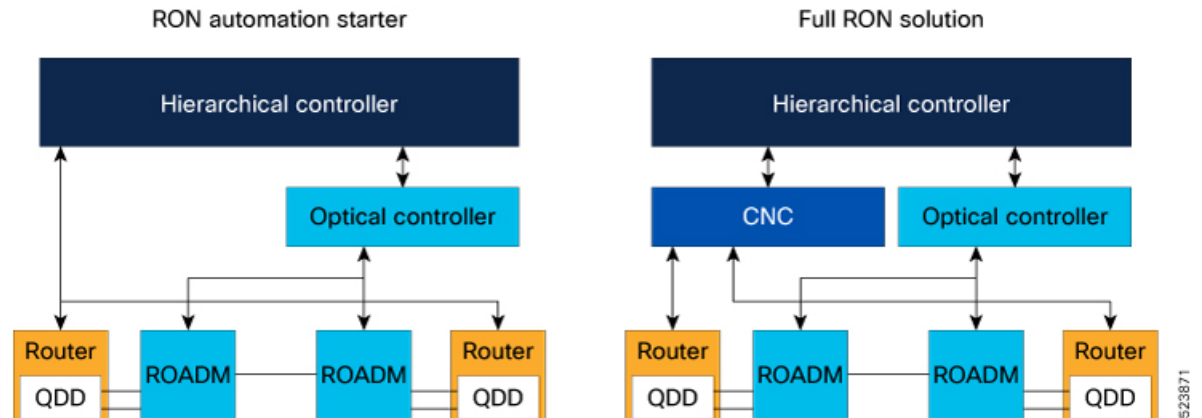 RON automation starter
Hierarchical controller
Optical controller
Router
QDD
ROADM
ROADM
Router
QDD
Full RON solution
Hierarchical controller
CNC
Optical controller
Router
QDD
ROADM
ROADM
Router
QDD
523871